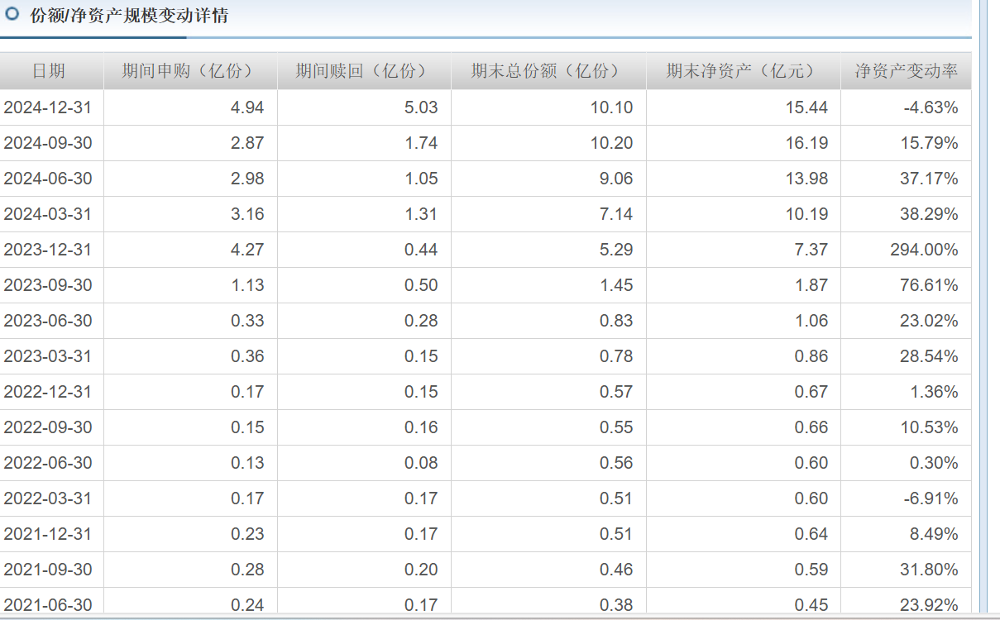 份额/净资产规模变动详情
日期 期间申购（亿份） 期间赎回（亿份） 期末总份额（亿份） 期末净资产（亿元） 净资产变动率
2024-12-31 4.94 5.03 10.10 15.44 -4.63%
2024-09-30 2.87 1.74 10.20 16.19 15.79%
2024-06-30 2.98 1.05 9.06 13.98 37.17%
2024-03-31 3.16 1.31 7.14 10.19 38.29%
2023-12-31 4.27 0.44 5.29 7.37 294.00%
2023-09-30 1.13 0.50 1.45 1.87 76.61%
2023-06-30 0.33 0.28 0.83 1.06 23.02%
2023-03-31 0.36 0.15 0.78 0.86 28.54%
2022-12-31 0.17 0.15 0.57 0.67 1.36%
2022-09-30 0.15 0.16 0.55 0.66 10.53%
2022-06-30 0.13 0.08 0.56 0.60 0.30%
2022-03-31 0.17 0.17 0.51 0.60 -6.91%
2021-12-31 0.23 0.17 0.51 0.64 8.49%
2021-09-30 0.28 0.20 0.46 0.59 31.80%
2021-06-30 0.24 0.17 0.38 0.45 23.92%